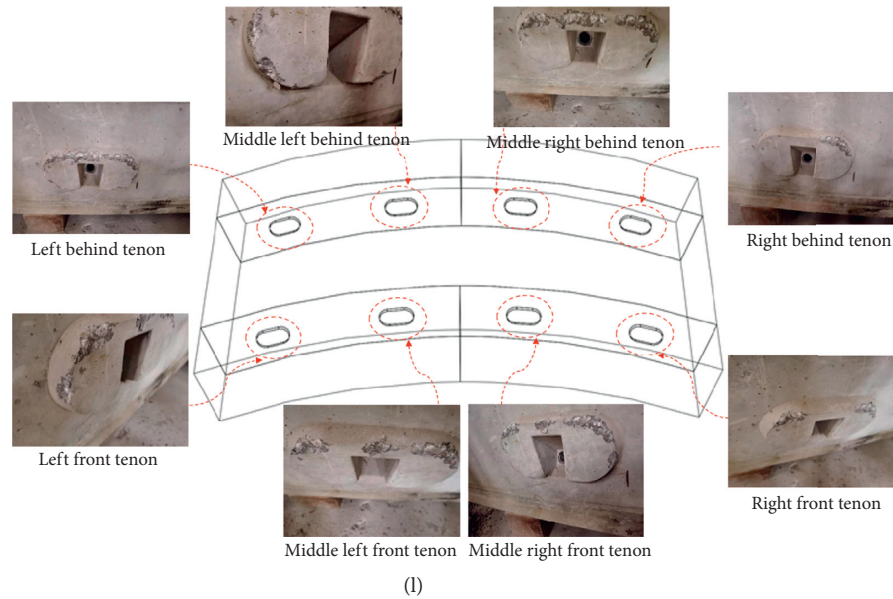 Middle left behind tenon
Middle right behind tenon
Left behind tenon
Right behind tenon
Left front tenon
Right front tenon
Middle left front tenon
Middle right front tenon
(l)